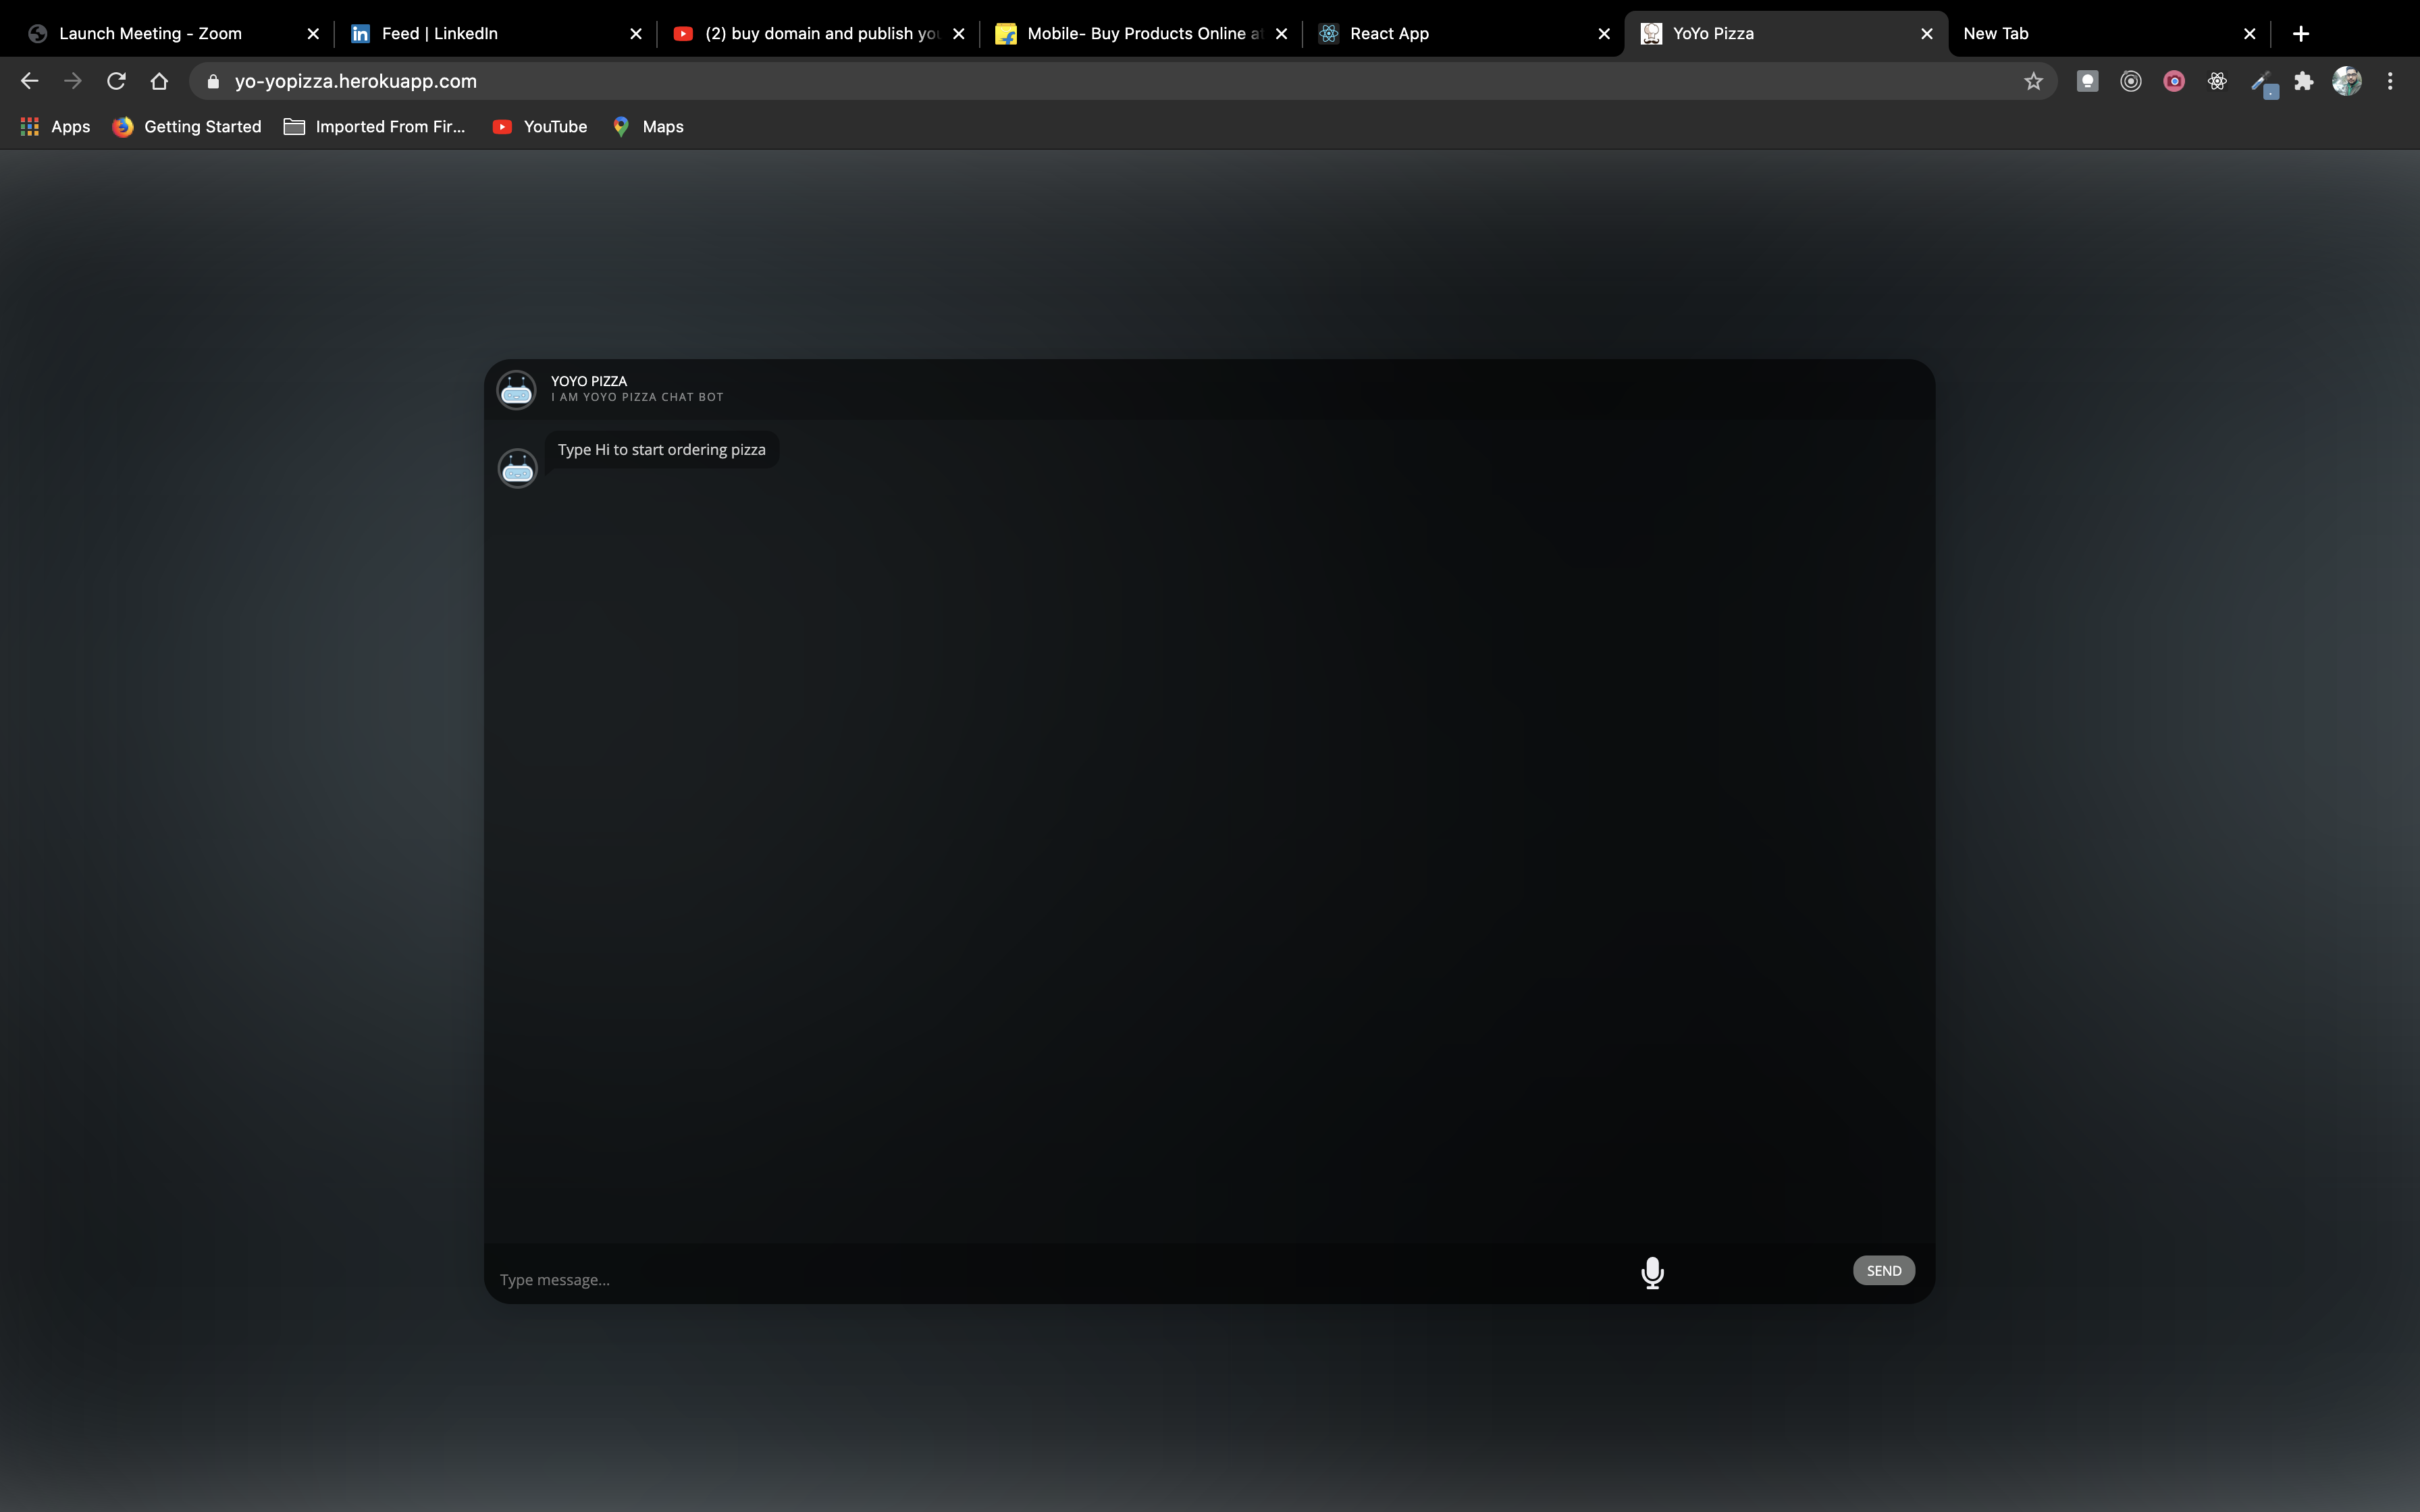 Launch Meeting - Zoom
Feed | LinkedIn
(2) buy domain and publish you
Mobile- Buy Products Online at
React App
YoYo Pizza
New Tab
yo-yopizza.herokuapp.com
Apps
Getting Started
Imported From Fir...
YouTube
Maps
YOYO PIZZA
I AM YOYO PIZZA CHAT BOT
Type Hi to start ordering pizza
Type message...
SEND